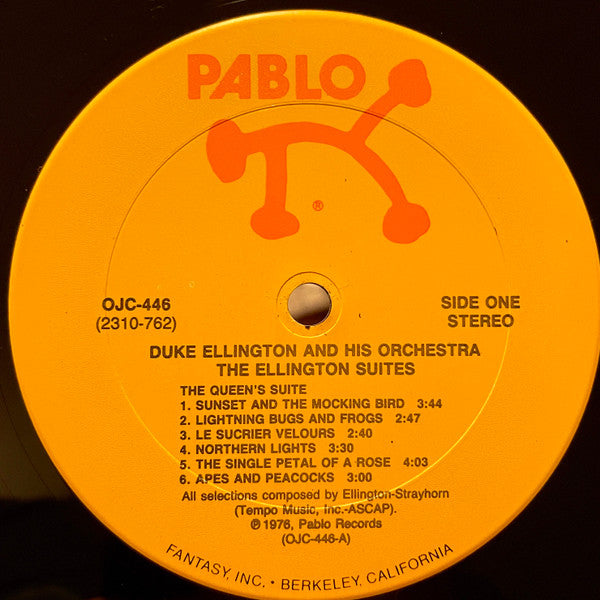 PABLO
®
OJC-446
(2310-762)
SIDE ONE
STEREO
DUKE ELLINGTON AND HIS ORCHESTRA
THE ELLINGTON SUITES
THE QUEEN'S SUITE
1. SUNSET AND THE MOCKING BIRD 3:44
2. LIGHTNING BUGS AND FROGS 2:47
3. LE SUCRIER VELOURS 2:40
4. NORTHERN LIGHTS 3:30
5. THE SINGLE PETAL OF A ROSE 4:03
6. APES AND PEACOCKS 3:00
All selections composed by Ellington-Strayhorn
(Tempo Music, Inc.-ASCAP).
℗ 1976, Pablo Records
(OJC-446-A)
FANTASY, INC. • BERKELEY, CALIFORNIA